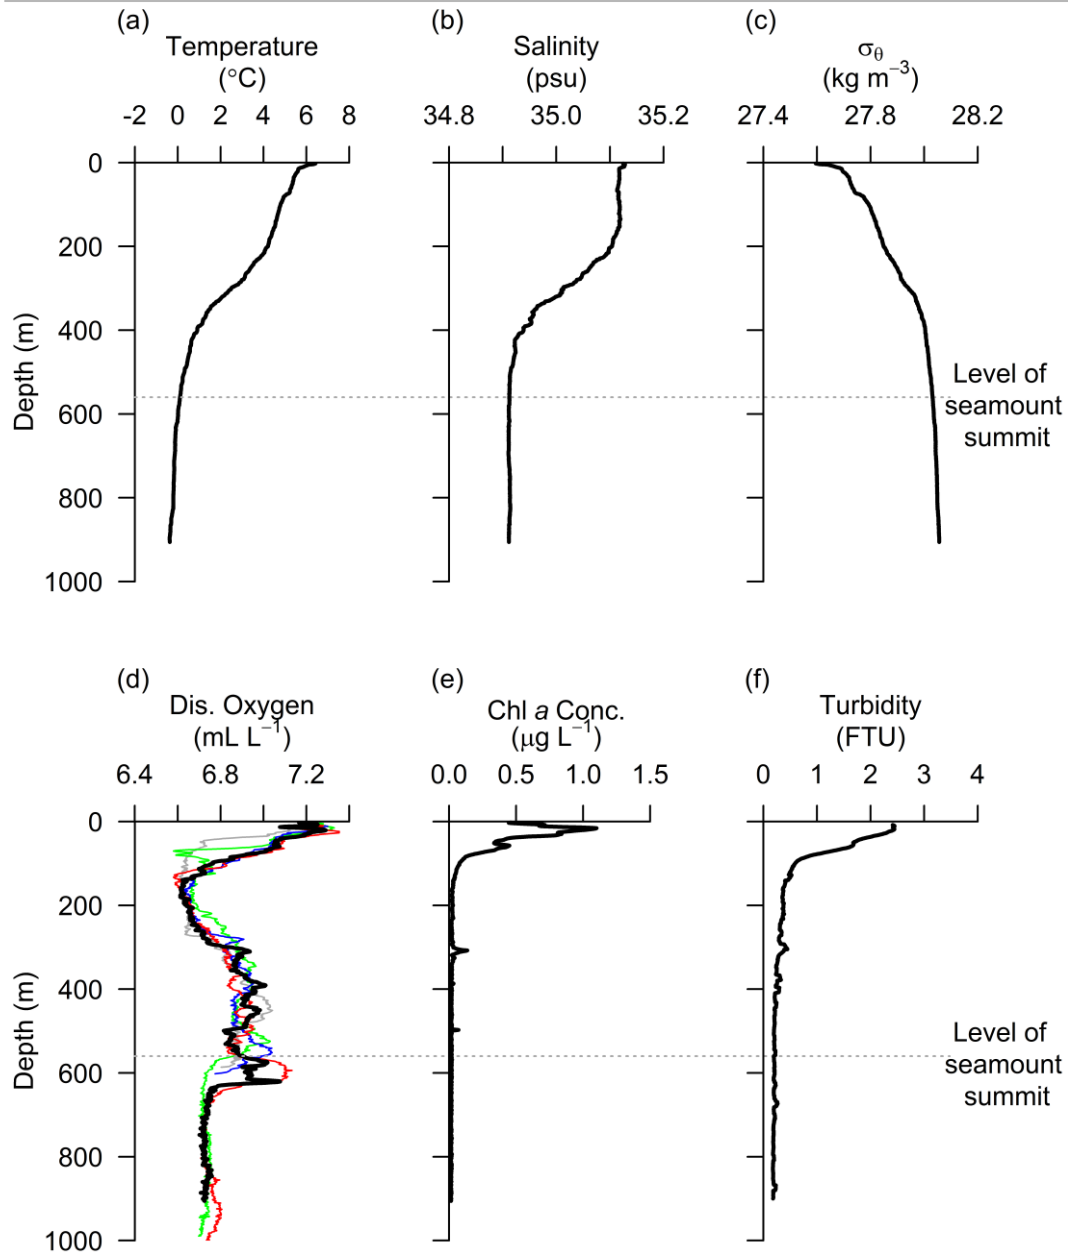 (a)
Temperature
(°C)
-2 0 2 4 6 8
(b)
Salinity
(psu)
34.8 35.0 35.2
(c)
σθ
(kg m−3)
27.4 27.8 28.2
0
200
400
600
800
1000
Depth (m)
Level of
seamount
summit
(d)
Dis. Oxygen
(mL L−1)
6.4 6.8 7.2
(e)
Chl a Conc.
(μg L−1)
0.0 0.5 1.0 1.5
(f)
Turbidity
(FTU)
0 1 2 3 4
0
200
400
600
800
1000
Depth (m)
Level of
seamount
summit